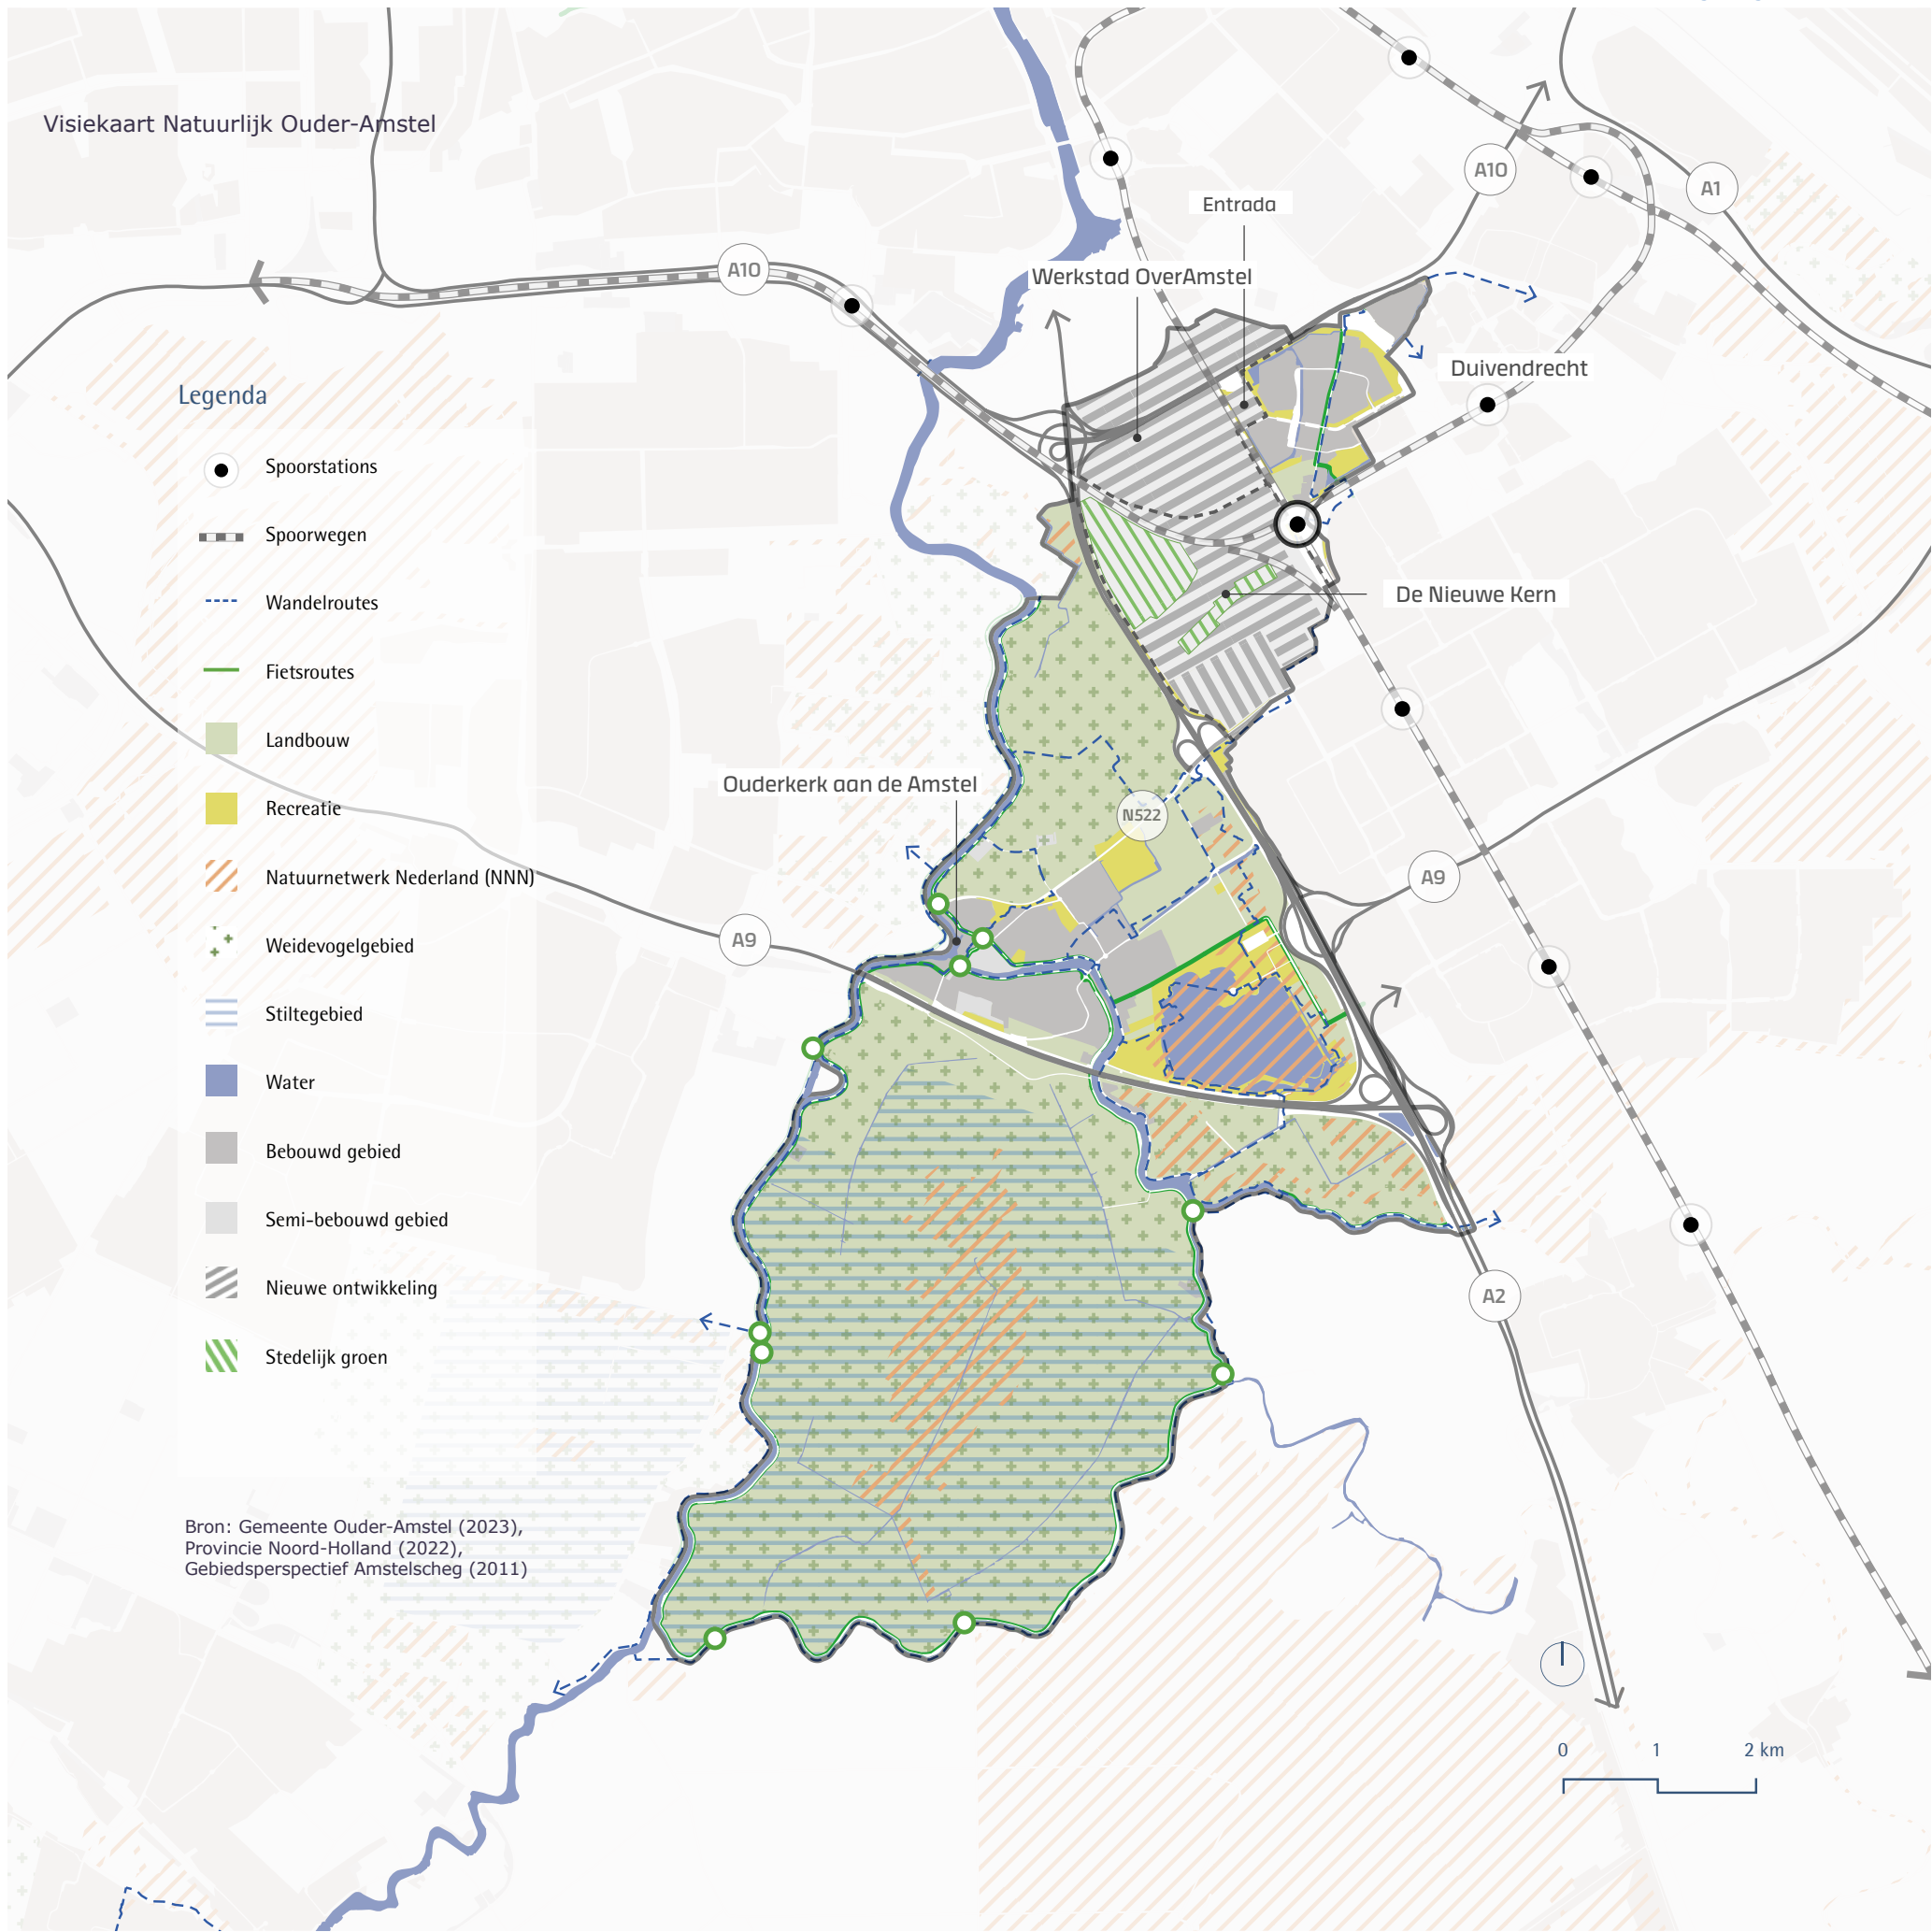 Visiekaart Natuurlijk Ouder-Amstel
A10
A1
Entrada
A10
Werkstad OverAmstel
Duivendrecht
Legenda
Spoorstations
Spoorwegen
Wandelroutes
Fietsroutes
Landbouw
Recreatie
Natuurnetwerk Nederland (NNN)
Weidevogelgebied
Stiltegebied
Water
Bebouwd gebied
Semi-bebouwd gebied
Nieuwe ontwikkeling
Stedelijk groen
De Nieuwe Kern
Ouderkerk aan de Amstel
N522
A9
A9
A2
Bron: Gemeente Ouder-Amstel (2023),
Provincie Noord-Holland (2022),
Gebiedsperspectief Amstelscheg (2011)
0 1 2 km